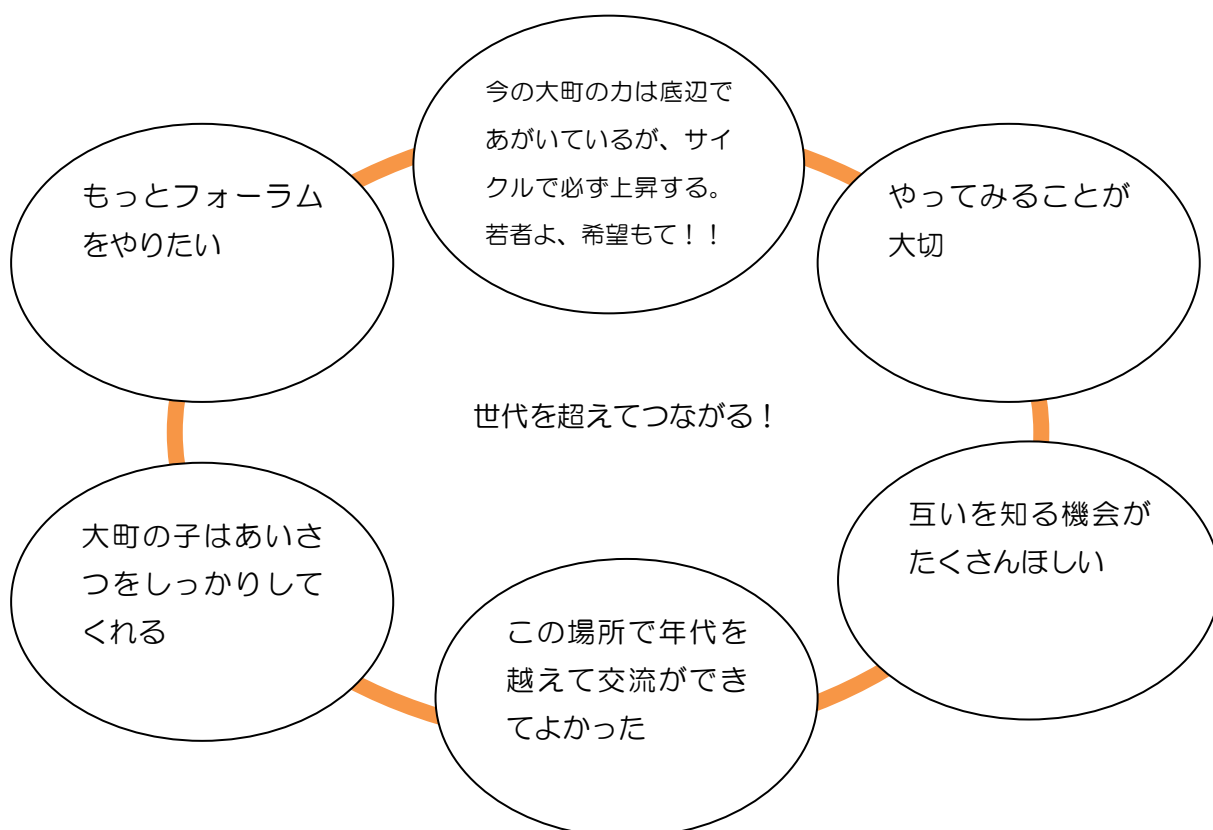 今の大町の力は底辺で
あがいているが、サイ
クルで必ず上昇する。
若者よ、希望もて！！
もっとフォーラム
をやりたい
やってみることが
大切
世代を超えてつながる！
大町の子はあいさ
つをしっかりして
くれる
互いを知る機会が
たくさんほしい
この場所で年代を
越えて交流ができ
てよかった